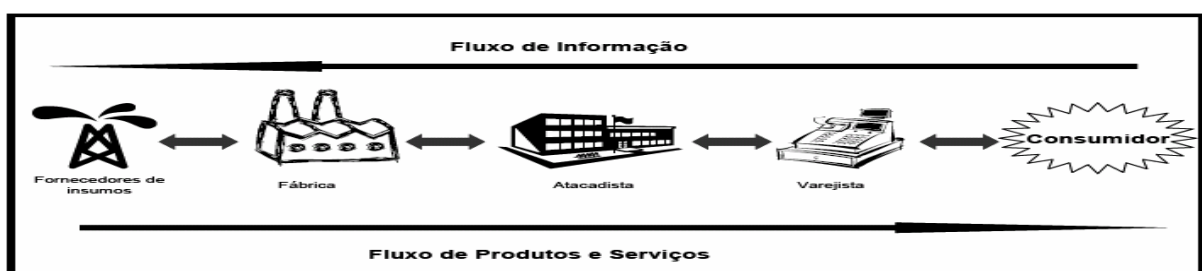 Fluxo de Informação
Consumidor
Fornecedores de
insumos
Fábrica
Atacadista
Varejista
Fluxo de Produtos e Serviços